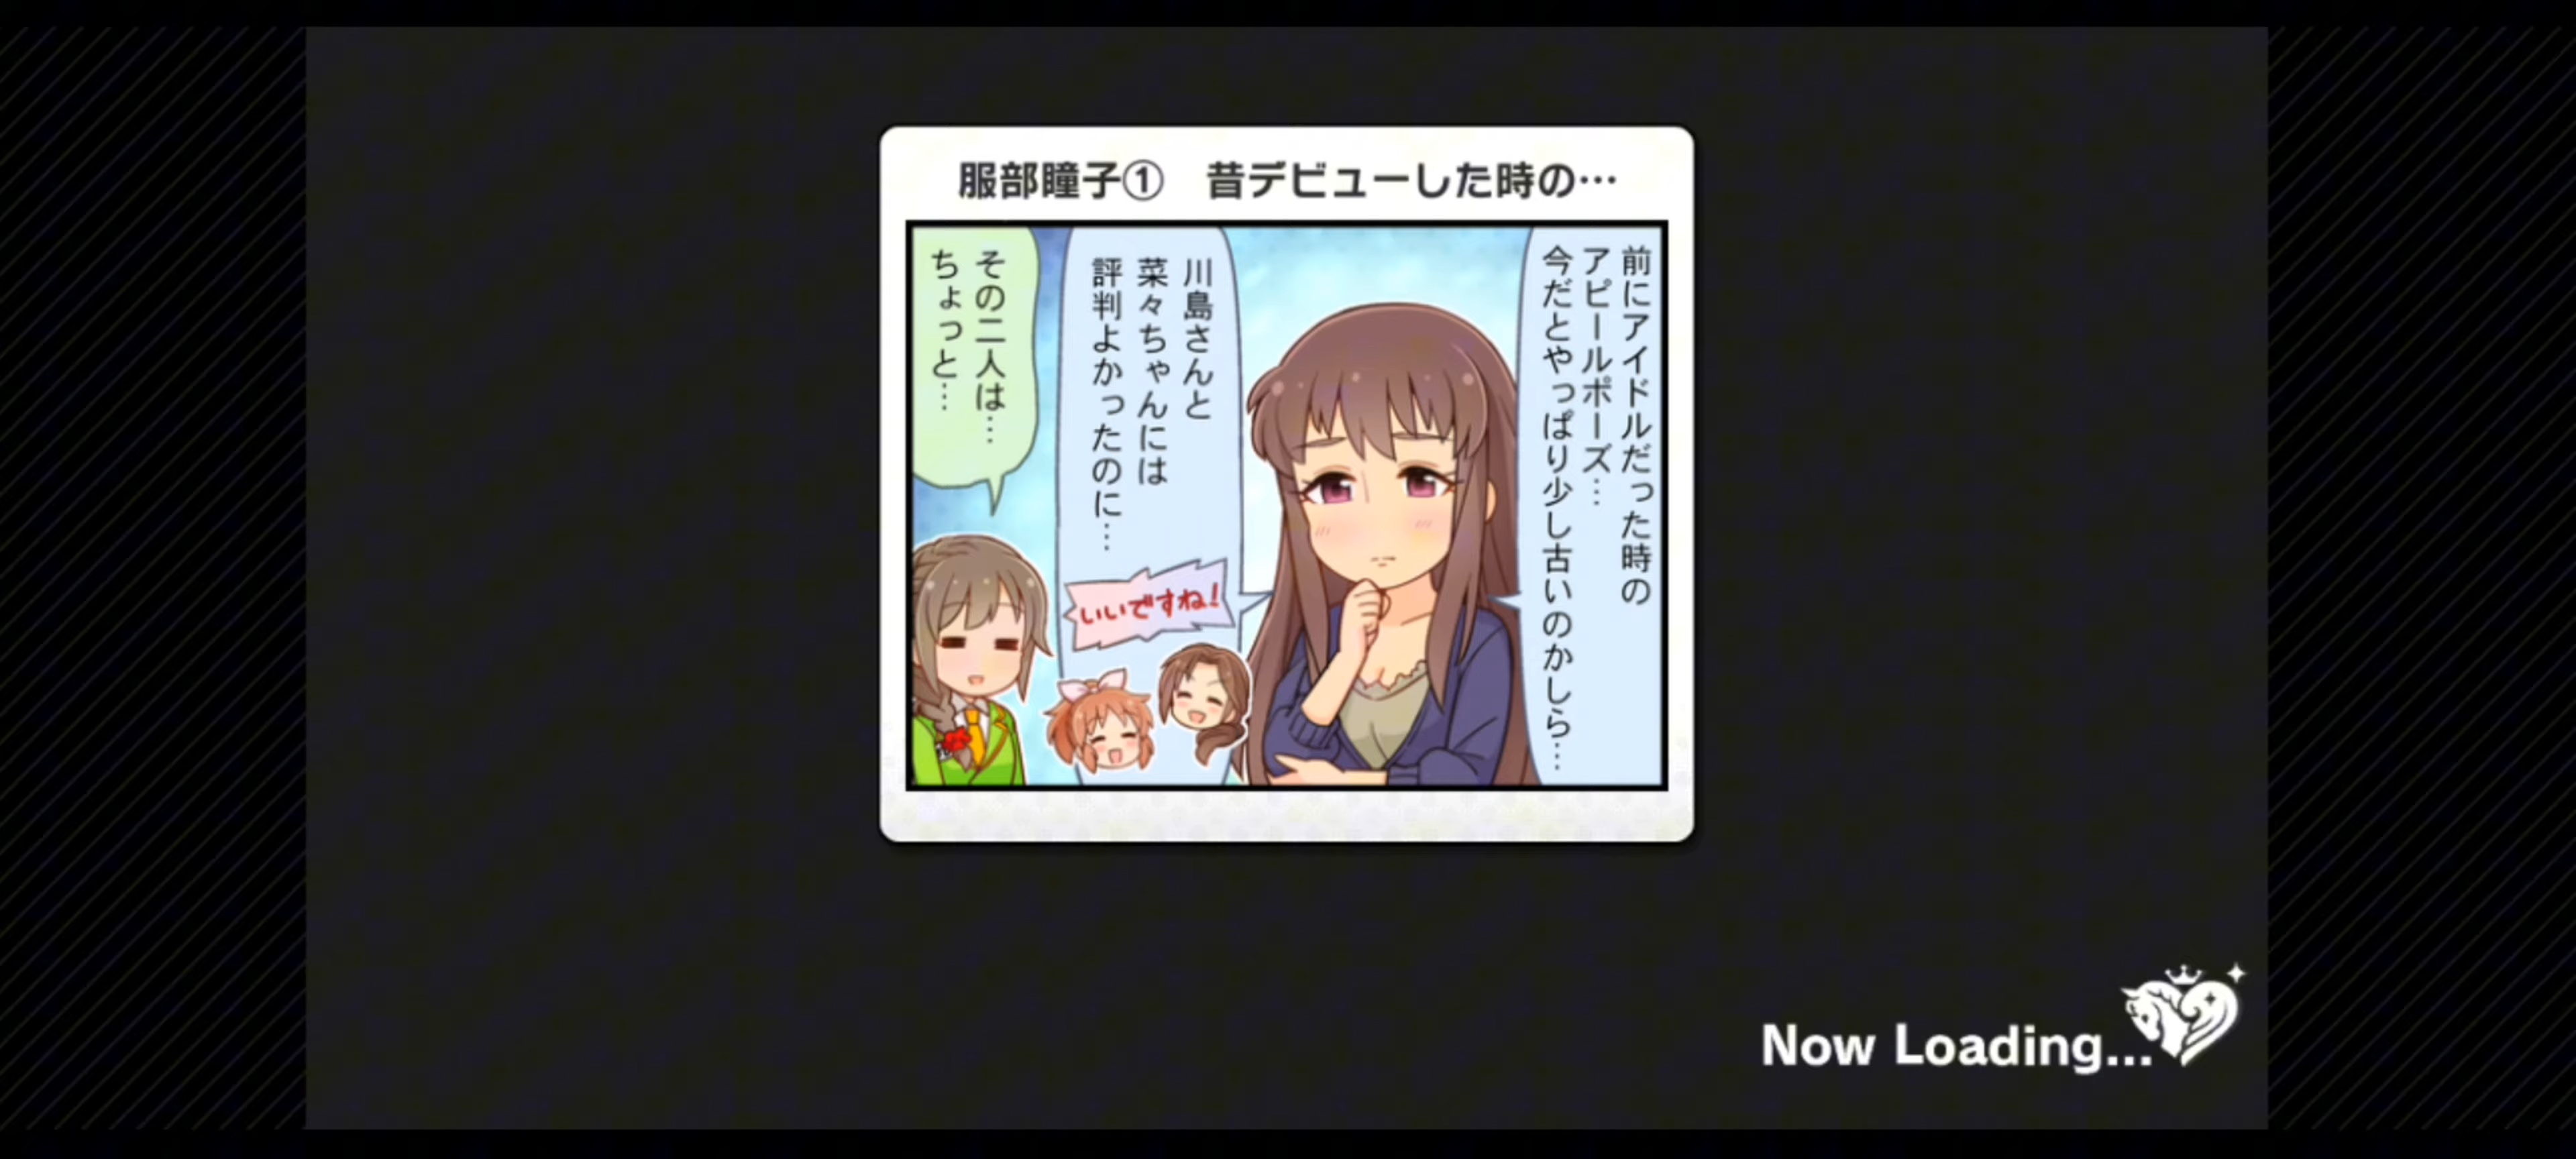 服部瞳子① 昔デビューした時の…
前にアイドルだった時の
アピールポーズ…
今だとやっぱり少し古いのかしら…
川島さんと
菜々ちゃんには
評判よかったのに…
いいですね!
その二人は…
ちょっと…
Now Loading...